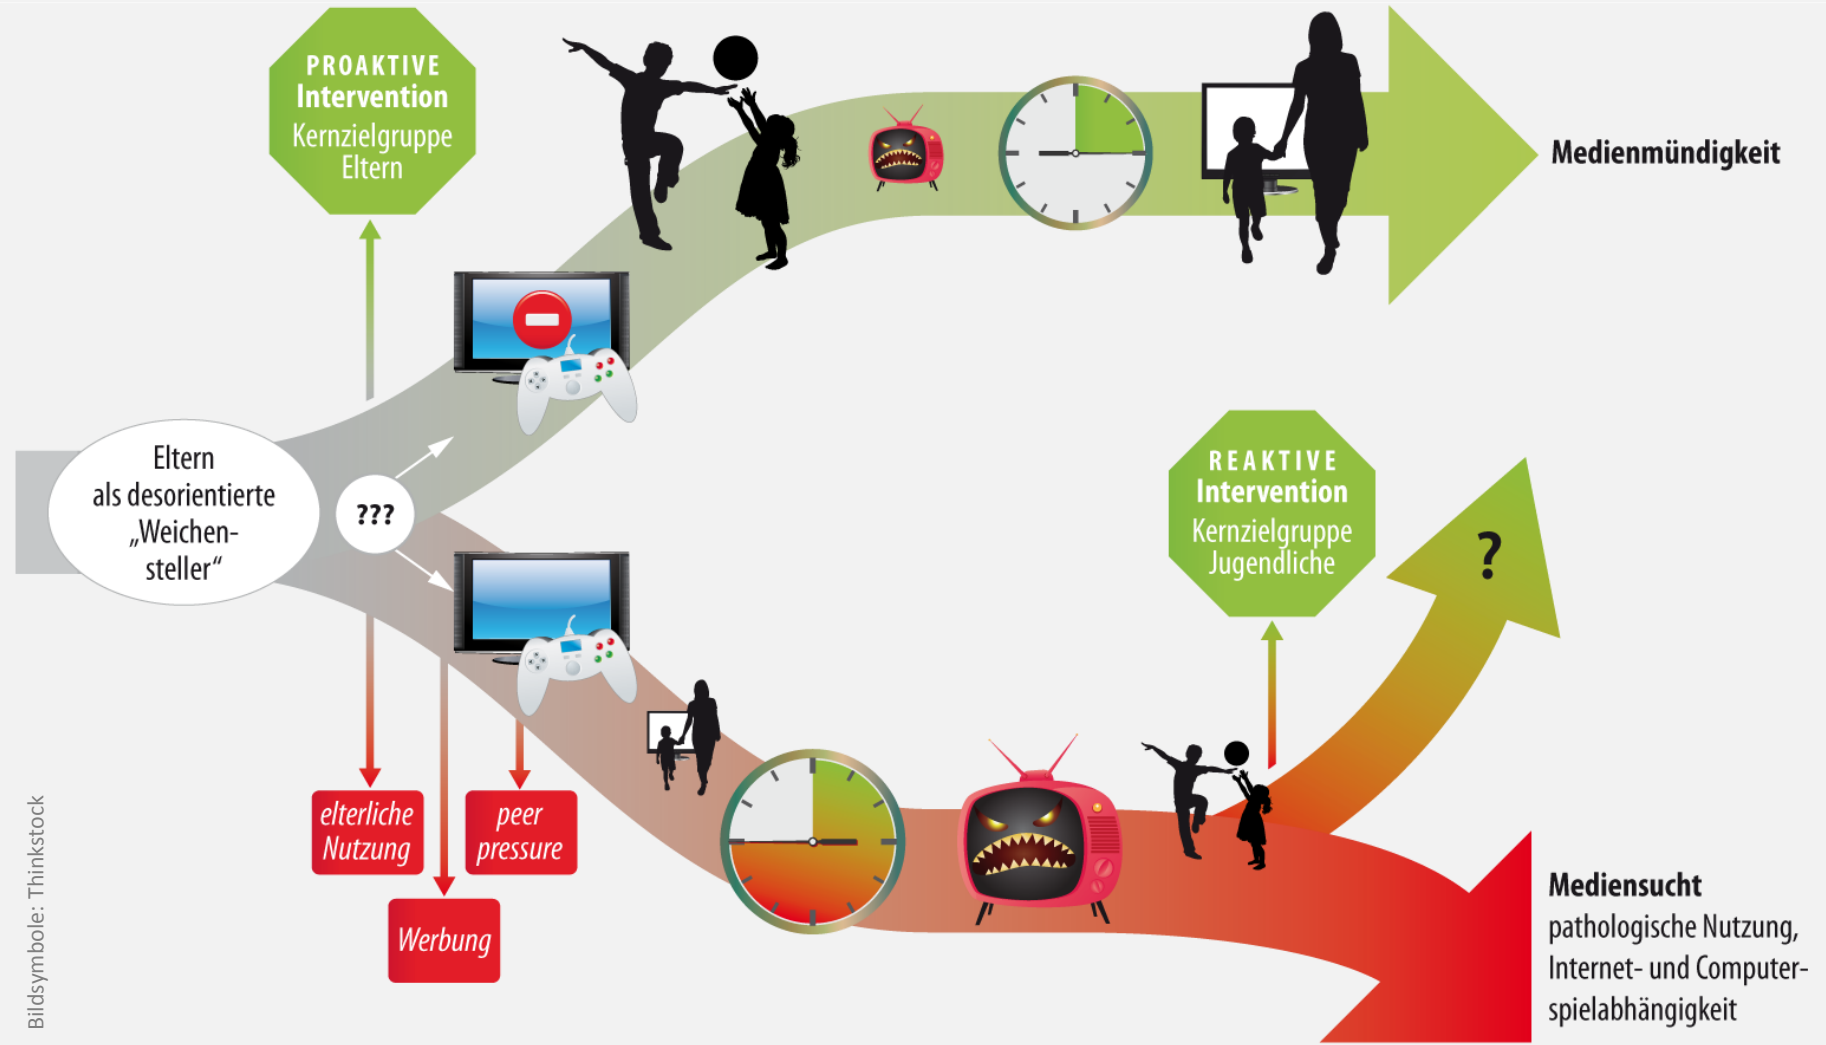 PROAKTIVE
Intervention
Kernzielgruppe
Eltern
Medienmündigkeit
Eltern
als desorientierte
„Weichen-
steller“
???
REAKTIVE
Intervention
Kernzielgruppe
Jugendliche
?
elterliche
Nutzung
peer
pressure
Werbung
Mediensucht
pathologische Nutzung,
Internet- und Computer-
spielabhängigkeit
Bildsymbole: Thinkstock